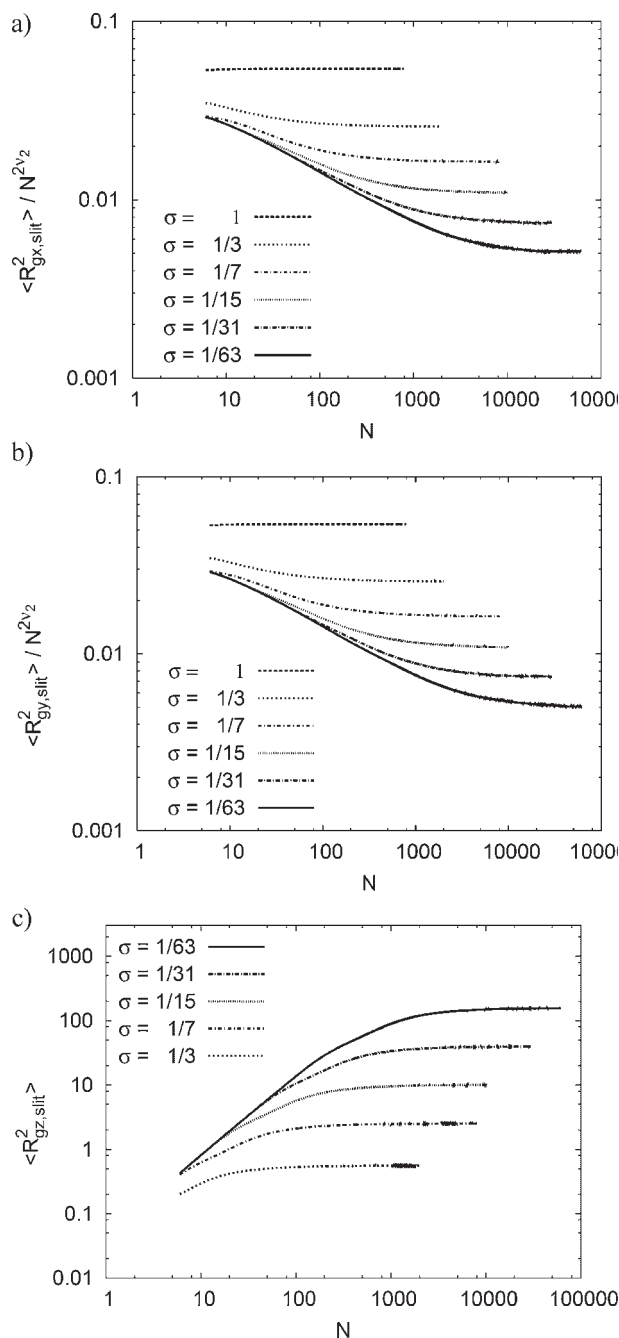 a)
0.1
0.01
0.001
<R²gx,slit> / N^2ν₂
σ = 1
σ = 1/3
σ = 1/7
σ = 1/15
σ = 1/31
σ = 1/63
1 10 100 1000 10000 10000
N
b)
0.1
0.01
0.001
<R²gy,slit> / N^2ν₂
σ = 1
σ = 1/3
σ = 1/7
σ = 1/15
σ = 1/31
σ = 1/63
1 10 100 1000 10000 10000
N
c)
1000
100
10
1
0.1
0.01
<R²gz,slit>
σ = 1/63
σ = 1/31
σ = 1/15
σ = 1/7
σ = 1/3
1 10 100 1000 10000 100000
N